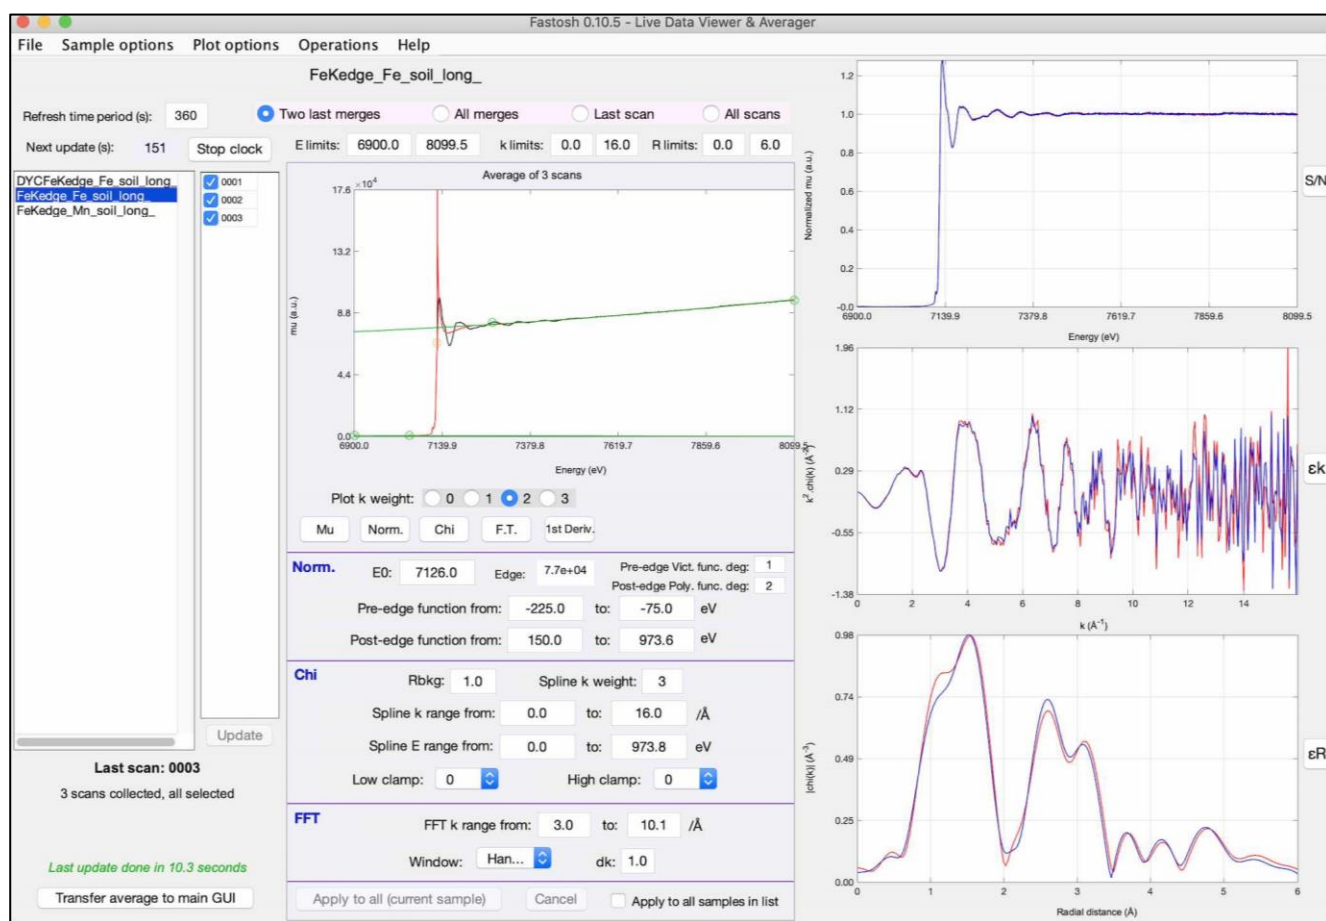 Fastosh 0.10.5 - Live Data Viewer & Averager
File Sample options Plot options Operations Help
FeKedge_Fe_soil_long_
Refresh time period (s): 360
Two last merges All merges Last scan All scans
Next update (s): 151 Stop clock
E limits: 6900.0 8099.5 k limits: 0.0 16.0 R limits: 0.0 6.0
DYCFeKedge_Fe_soil_long_
FeKedge_Fe_soil_long_
FeKedge_Mn_soil_long_
0001
0002
0003
Update
Last scan: 0003
3 scans collected, all selected
Last update done in 10.3 seconds
Transfer average to main GUI
Average of 3 scans
×10⁴
17.6
13.2
8.8
4.4
0.0
mu (a.u.)
6900.0 7139.9 7379.8 7619.7 7859.6 8099.5
Energy (eV)
Plot k weight: 0 1 2 3
Mu Norm. Chi F.T. 1st Deriv.
Norm.
E0: 7126.0 Edge: 7.7e+04
Pre-edge Vict. func. deg: 1
Post-edge Poly. func. deg: 2
Pre-edge function from: -225.0 to: -75.0 eV
Post-edge function from: 150.0 to: 973.6 eV
Chi
Rbkg: 1.0 Spline k weight: 3
Spline k range from: 0.0 to: 16.0 /Å
Spline E range from: 0.0 to: 973.8 eV
Low clamp: 0 High clamp: 0
FFT
FFT k range from: 3.0 to: 10.1 /Å
Window: Han... dk: 1.0
Apply to all (current sample) Cancel Apply to all samples in list
1.2
1.0
0.8
0.6
0.4
0.2
-0.0
Normalized mu (a.u.)
6900.0 7139.9 7379.8 7619.7 7859.6 8099.5
Energy (eV)
S/N
1.96
1.12
0.29
-0.55
-1.38
k².chi(k) (Å⁻²)
0 2 4 6 8 10 12 14
k (Å⁻¹)
εk
0.98
0.74
0.49
0.25
0.00
|chi(k)| (Å⁻³)
0 1 2 3 4 5 6
Radial distance (Å)
εR